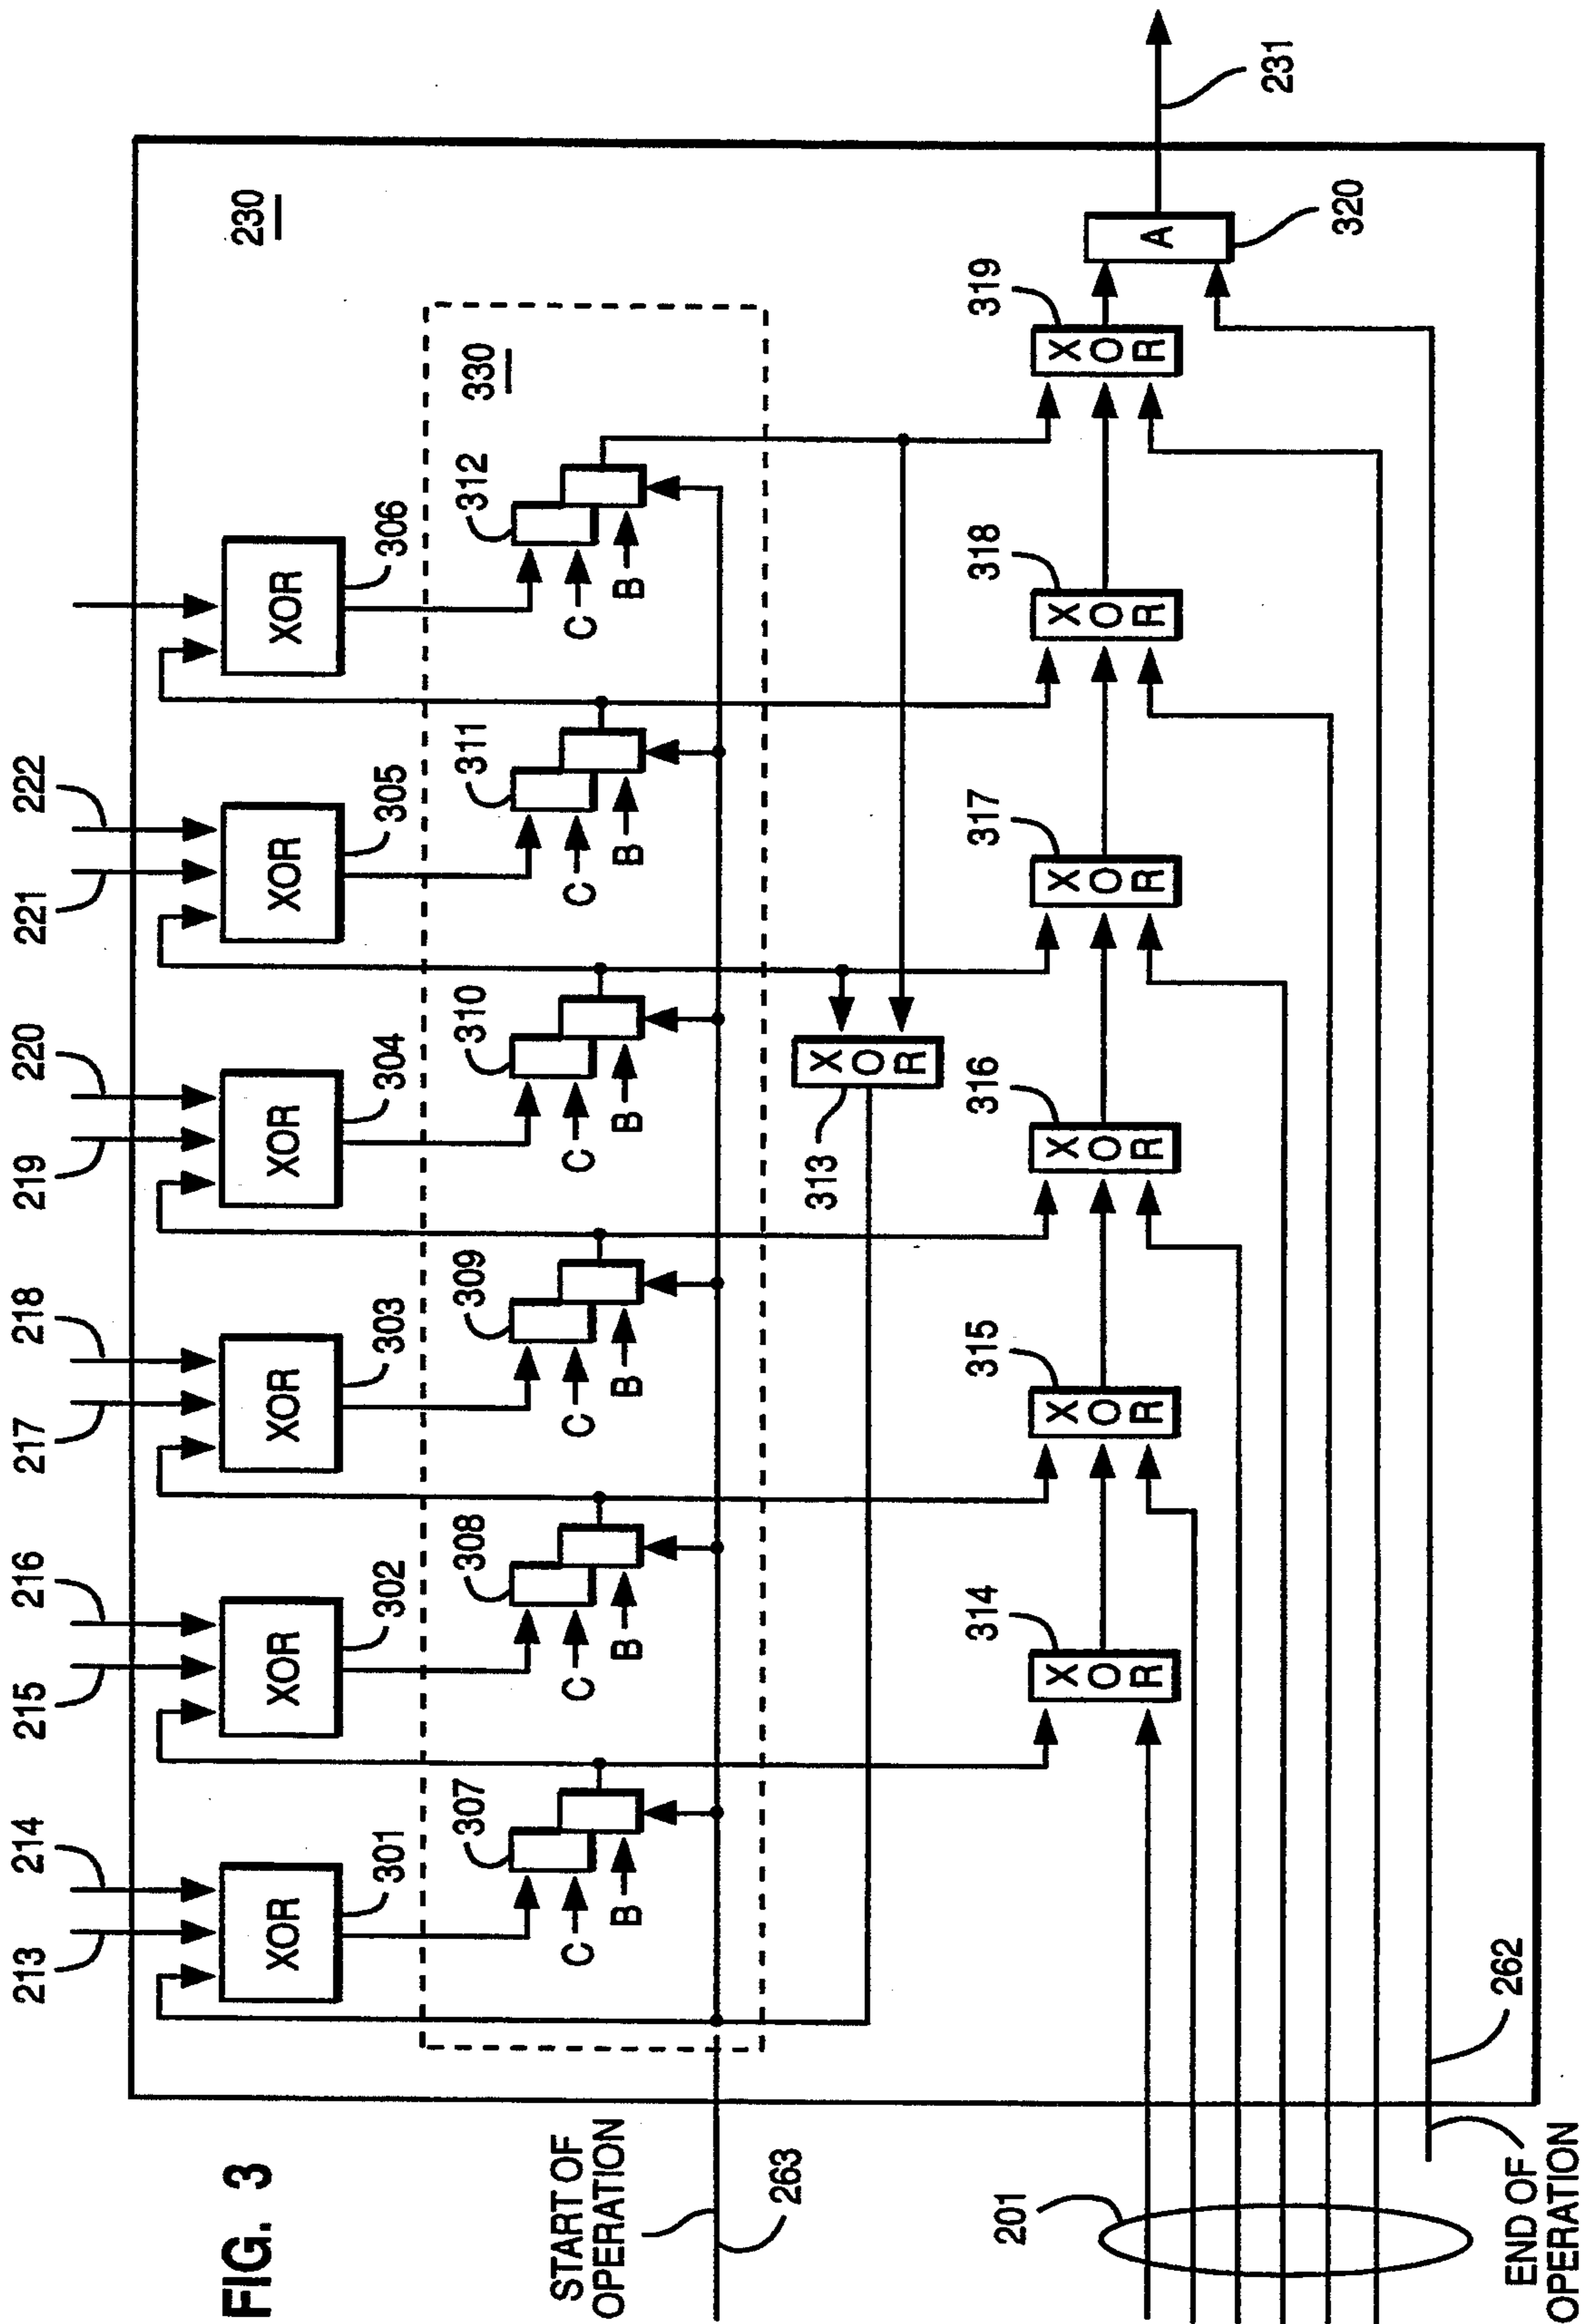 FIG. 3
213
214
215
216
217
218
219
220
221
222
XOR
301
XOR
302
XOR
303
XOR
304
XOR
305
XOR
306
230
330
307
C
B
308
C
B
309
C
B
310
C
B
311
C
B
312
C
B
START OF
OPERATION
263
313
XOR
314
XOR
315
XOR
316
XOR
317
XOR
318
XOR
319
XOR
A
320
231
201
262
END OF
OPERATION